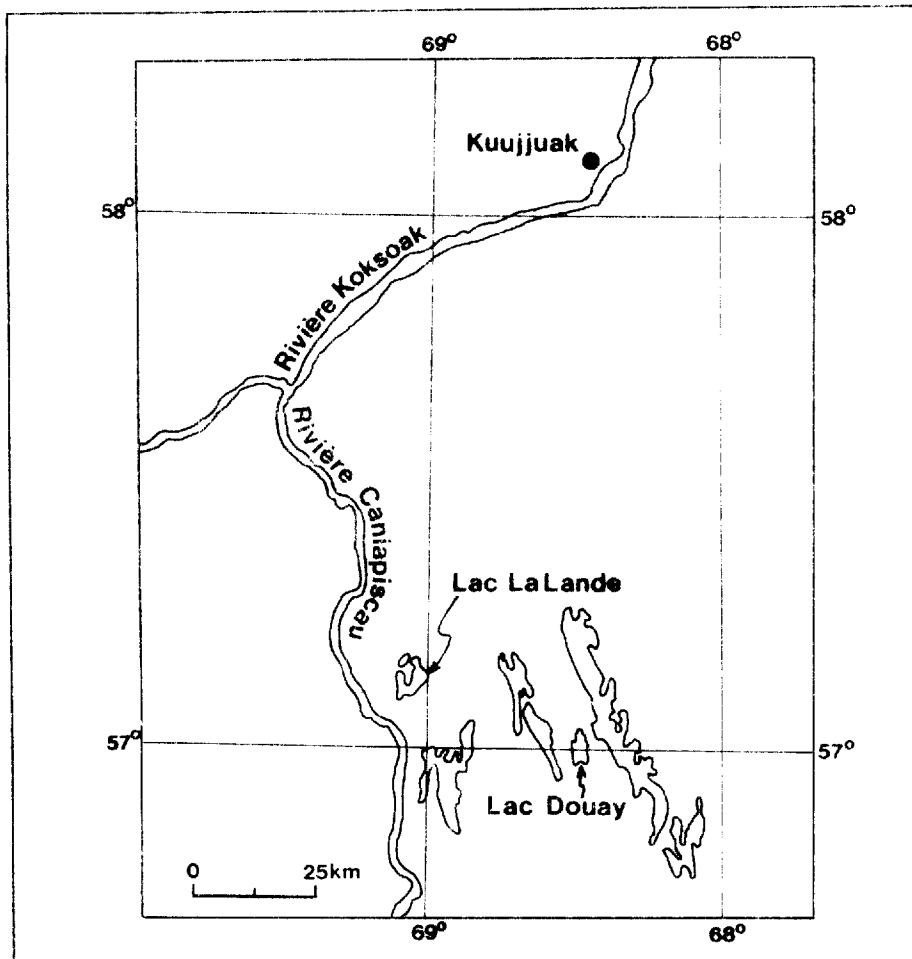 69° 68°
Kuujjuak
58° 58°
Rivière Koksoak
Rivière Caniapiscau
Lac La Lande
57° 57°
Lac Douay
0 25km
69° 68°